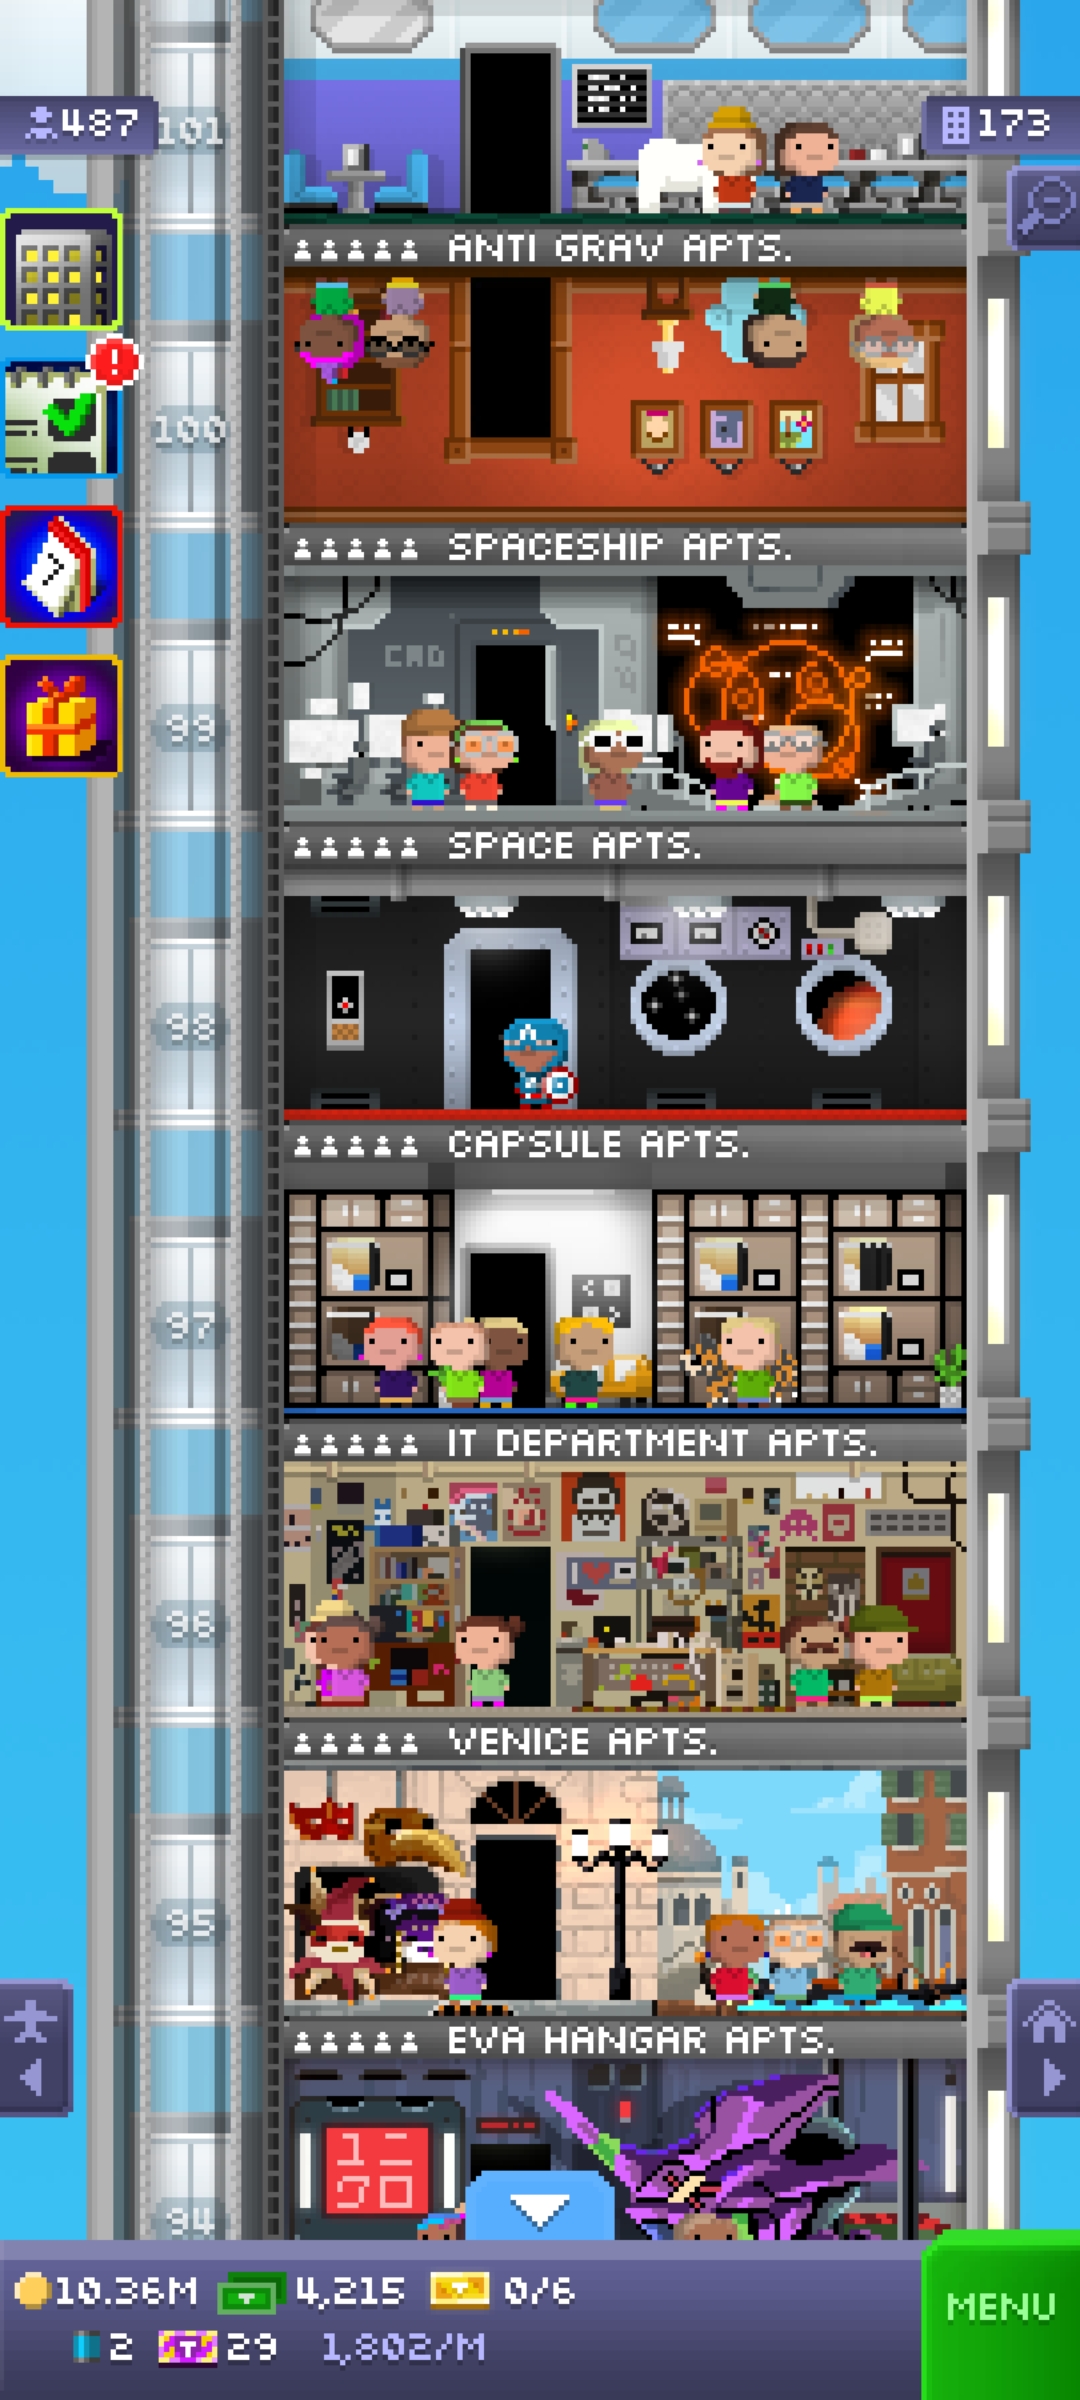 487
101
173
ANTI GRAV APTS.
100
SPACESHIP APTS.
CMD
99
SPACE APTS.
98
CAPSULE APTS.
97
IT DEPARTMENT APTS.
96
VENICE APTS.
95
EVA HANGAR APTS.
94
10.36M 4,215 0/6
2 29 1,802/M
MENU